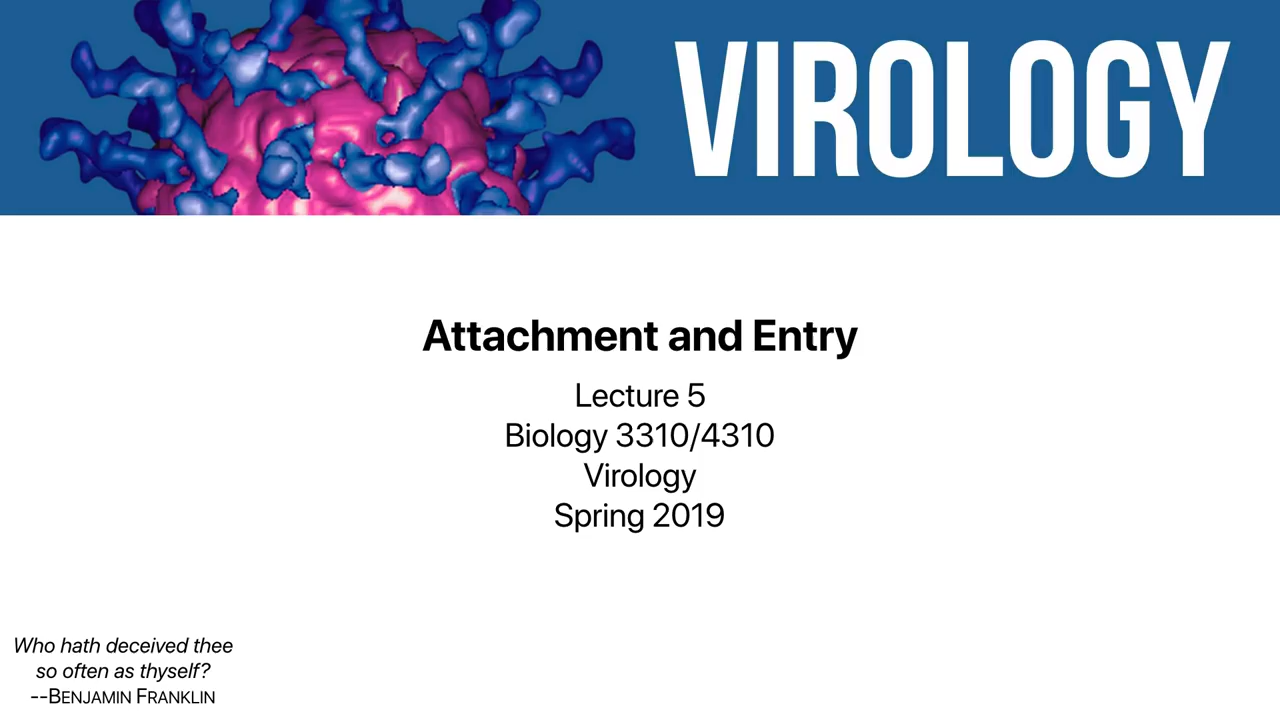 VIROLOGY
Attachment and Entry
Lecture 5
Biology 3310/4310
Virology
Spring 2019
Who hath deceived thee
so often as thyself?
--BENJAMIN FRANKLIN